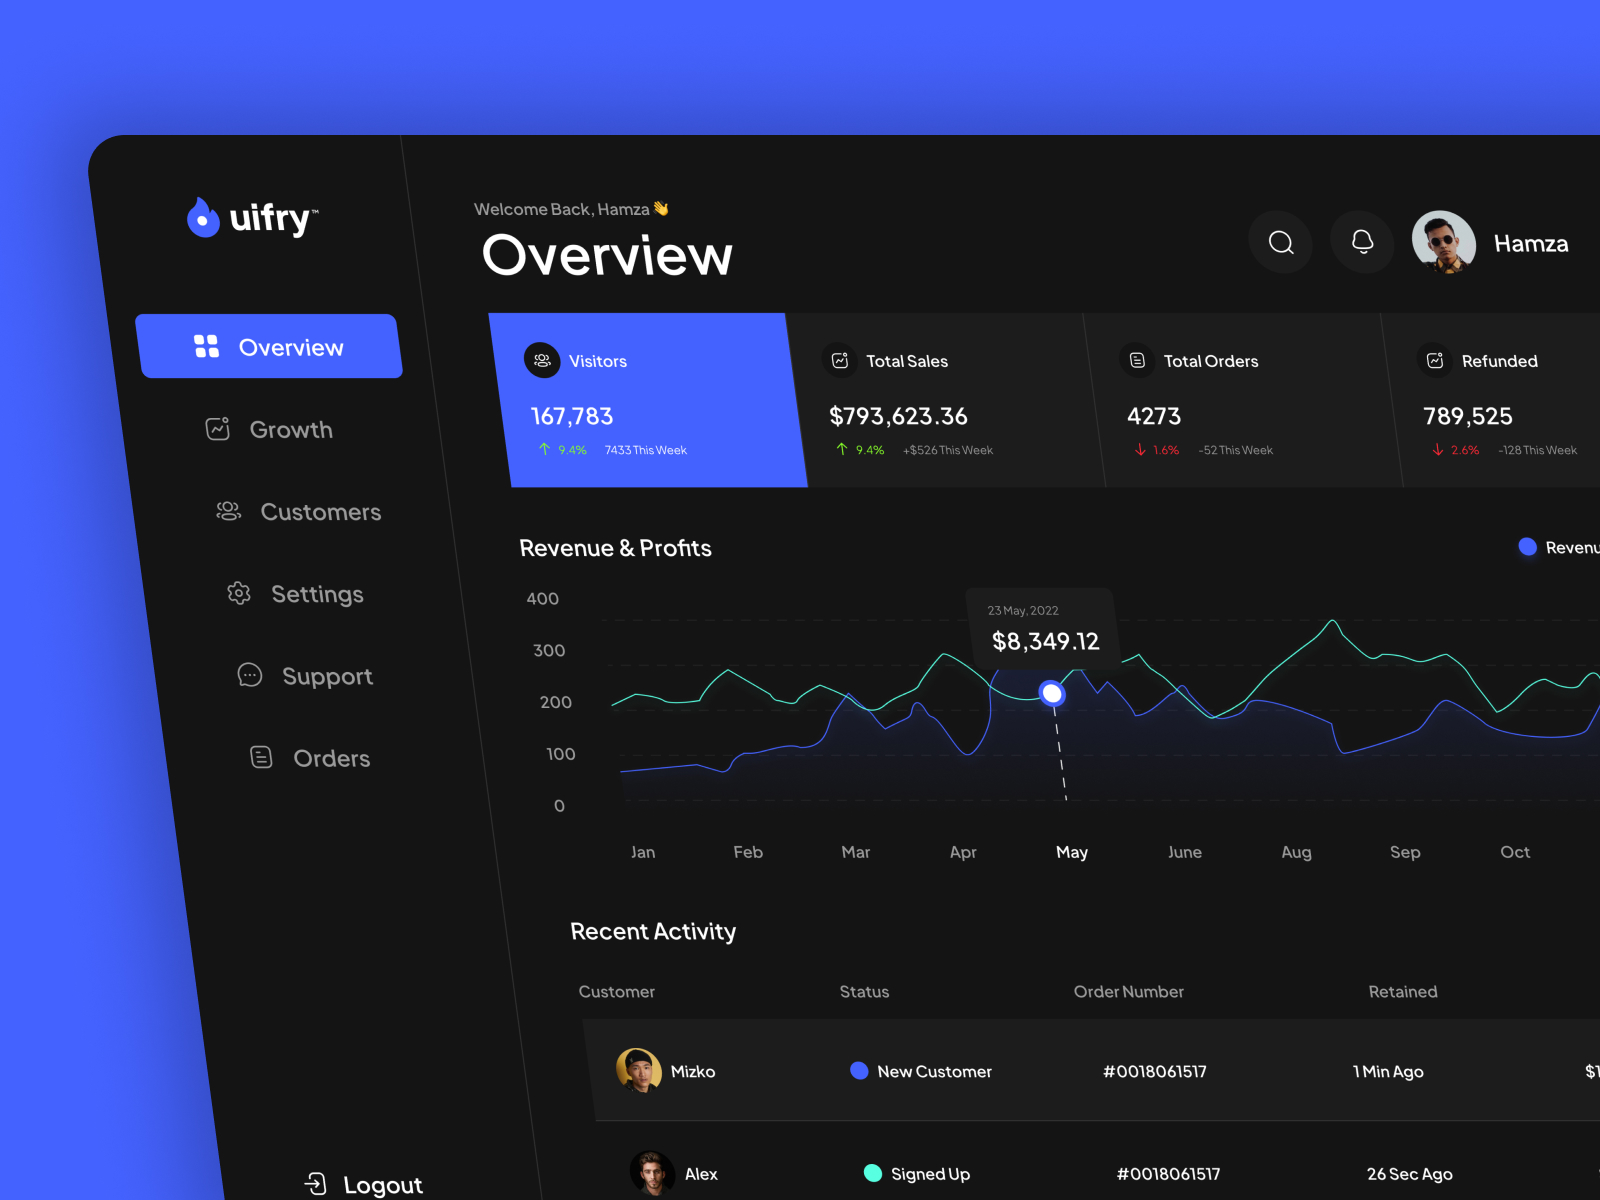 uifry™
Overview
Growth
Customers
Settings
Support
Orders
Logout
Welcome Back, Hamza 👋
Overview
Hamza
Visitors
167,783
9.4% 7433 This Week
Total Sales
$793,623.36
9.4% +$526 This Week
Total Orders
4273
1.6% -52 This Week
Refunded
789,525
2.6% -128 This Week
Revenue & Profits
Revenu
400
300
200
100
0
23 May, 2022
$8,349.12
Jan Feb Mar Apr May June Aug Sep Oct
Recent Activity
Customer Status Order Number Retained
Mizko New Customer #0018061517 1 Min Ago $1
Alex Signed Up #0018061517 26 Sec Ago